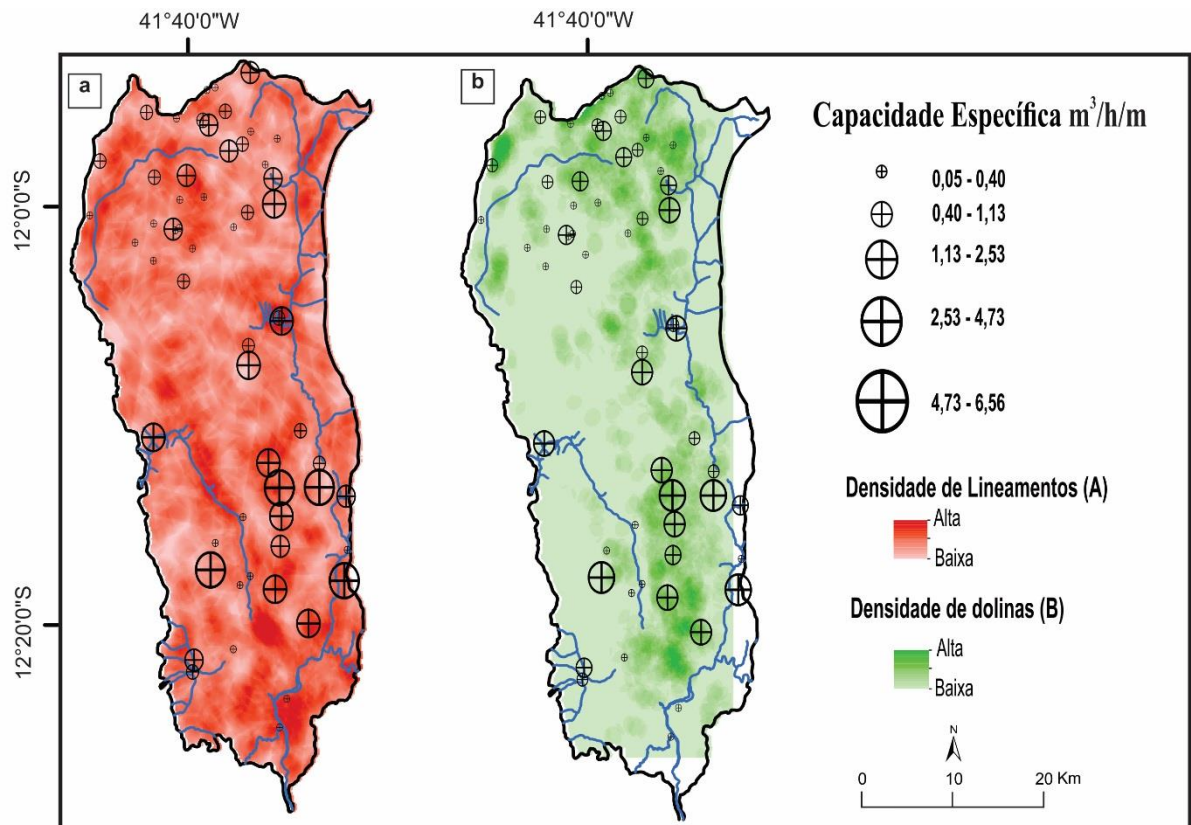 41°40'0"W
41°40'0"W
a
b
12°0'0"S
12°20'0"S
Capacidade Específica m³/h/m
0,05 - 0,40
0,40 - 1,13
1,13 - 2,53
2,53 - 4,73
4,73 - 6,56
Densidade de Lineamentos (A)
Alta
Baixa
Densidade de dolinas (B)
Alta
Baixa
N
0 10 20 Km